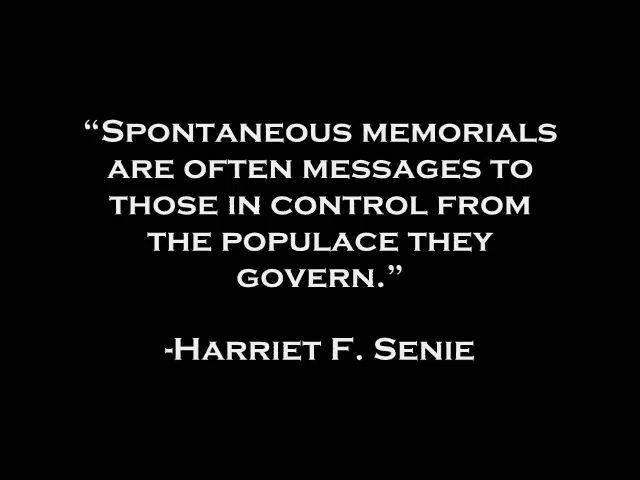 “Spontaneous memorials
are often messages to
those in control from
the populace they
govern.”
-Harriet F. Senie